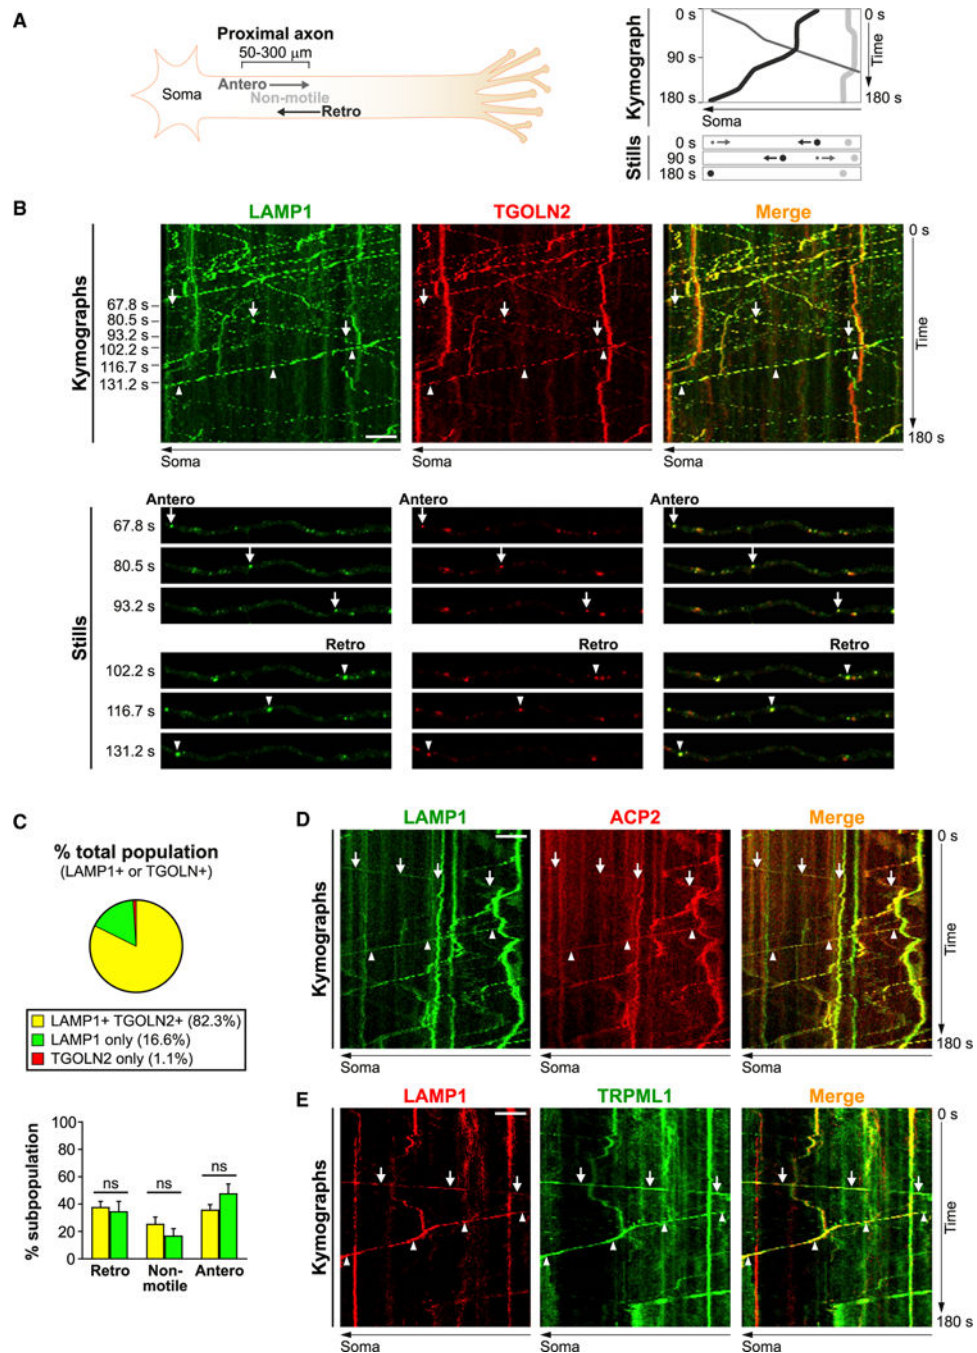 A
Proximal axon
50-300 μm
Soma
Antero
Non-motile
Retro
Kymograph
0 s
90 s
180 s
0 s
Time
180 s
Soma
Stills
0 s
90 s
180 s
B
LAMP1
TGOLN2
Merge
Kymographs
67.8 s
80.5 s
93.2 s
102.2 s
116.7 s
131.2 s
0 s
Time
180 s
Soma
Soma
Soma
Stills
Antero
Antero
Antero
67.8 s
80.5 s
93.2 s
Retro
Retro
Retro
102.2 s
116.7 s
131.2 s
C
% total population
(LAMP1+ or TGOLN+)
LAMP1+ TGOLN2+ (82.3%)
LAMP1 only (16.6%)
TGOLN2 only (1.1%)
% subpopulation
100
80
60
40
20
0
ns
ns
ns
Retro
Non-
motile
Antero
D
LAMP1
ACP2
Merge
Kymographs
0 s
Time
180 s
Soma
Soma
Soma
E
LAMP1
TRPML1
Merge
Kymographs
0 s
Time
180 s
Soma
Soma
Soma